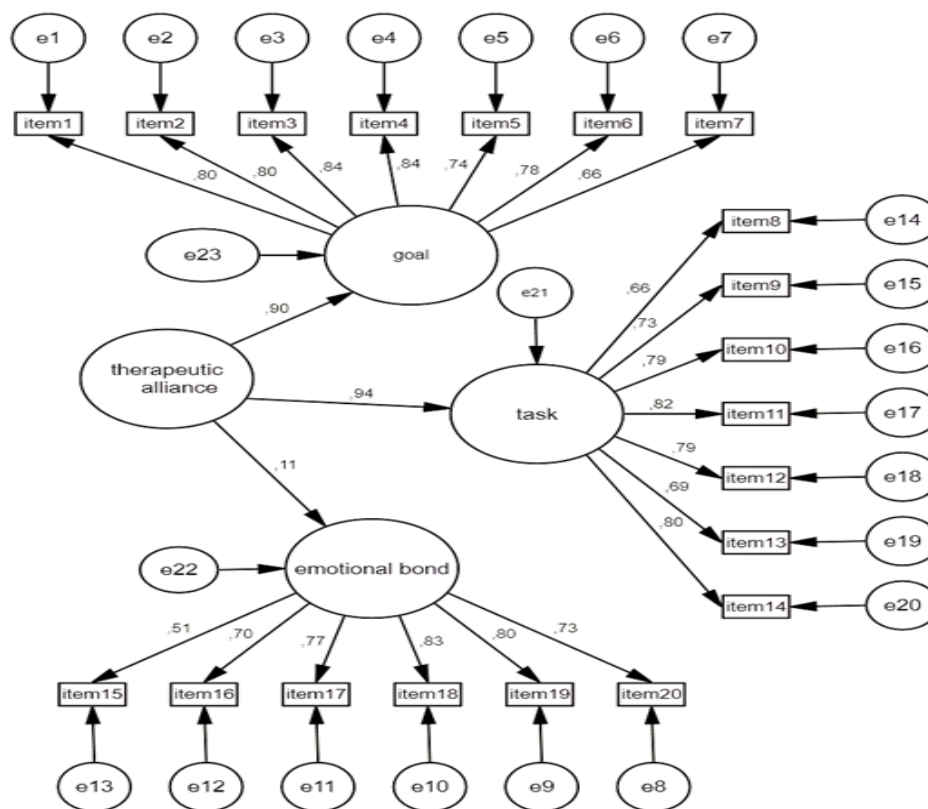 e1 e2 e3 e4 e5 e6 e7
item1 item2 item3 item4 item5 item6 item7
,80 ,80 ,84 ,84 ,74 ,78 ,66
goal
e23
item8 e14
e21
,66
item9 e15
,90
,73
item10 e16
,79
therapeutic
alliance
,94
task
,82
item11 e17
,79
item12 e18
,11
,69
item13 e19
,80
emotional bond
e22
item14 e20
,51 ,70 ,77 ,83 ,80 ,73
item15 item16 item17 item18 item19 item20
e13 e12 e11 e10 e9 e8